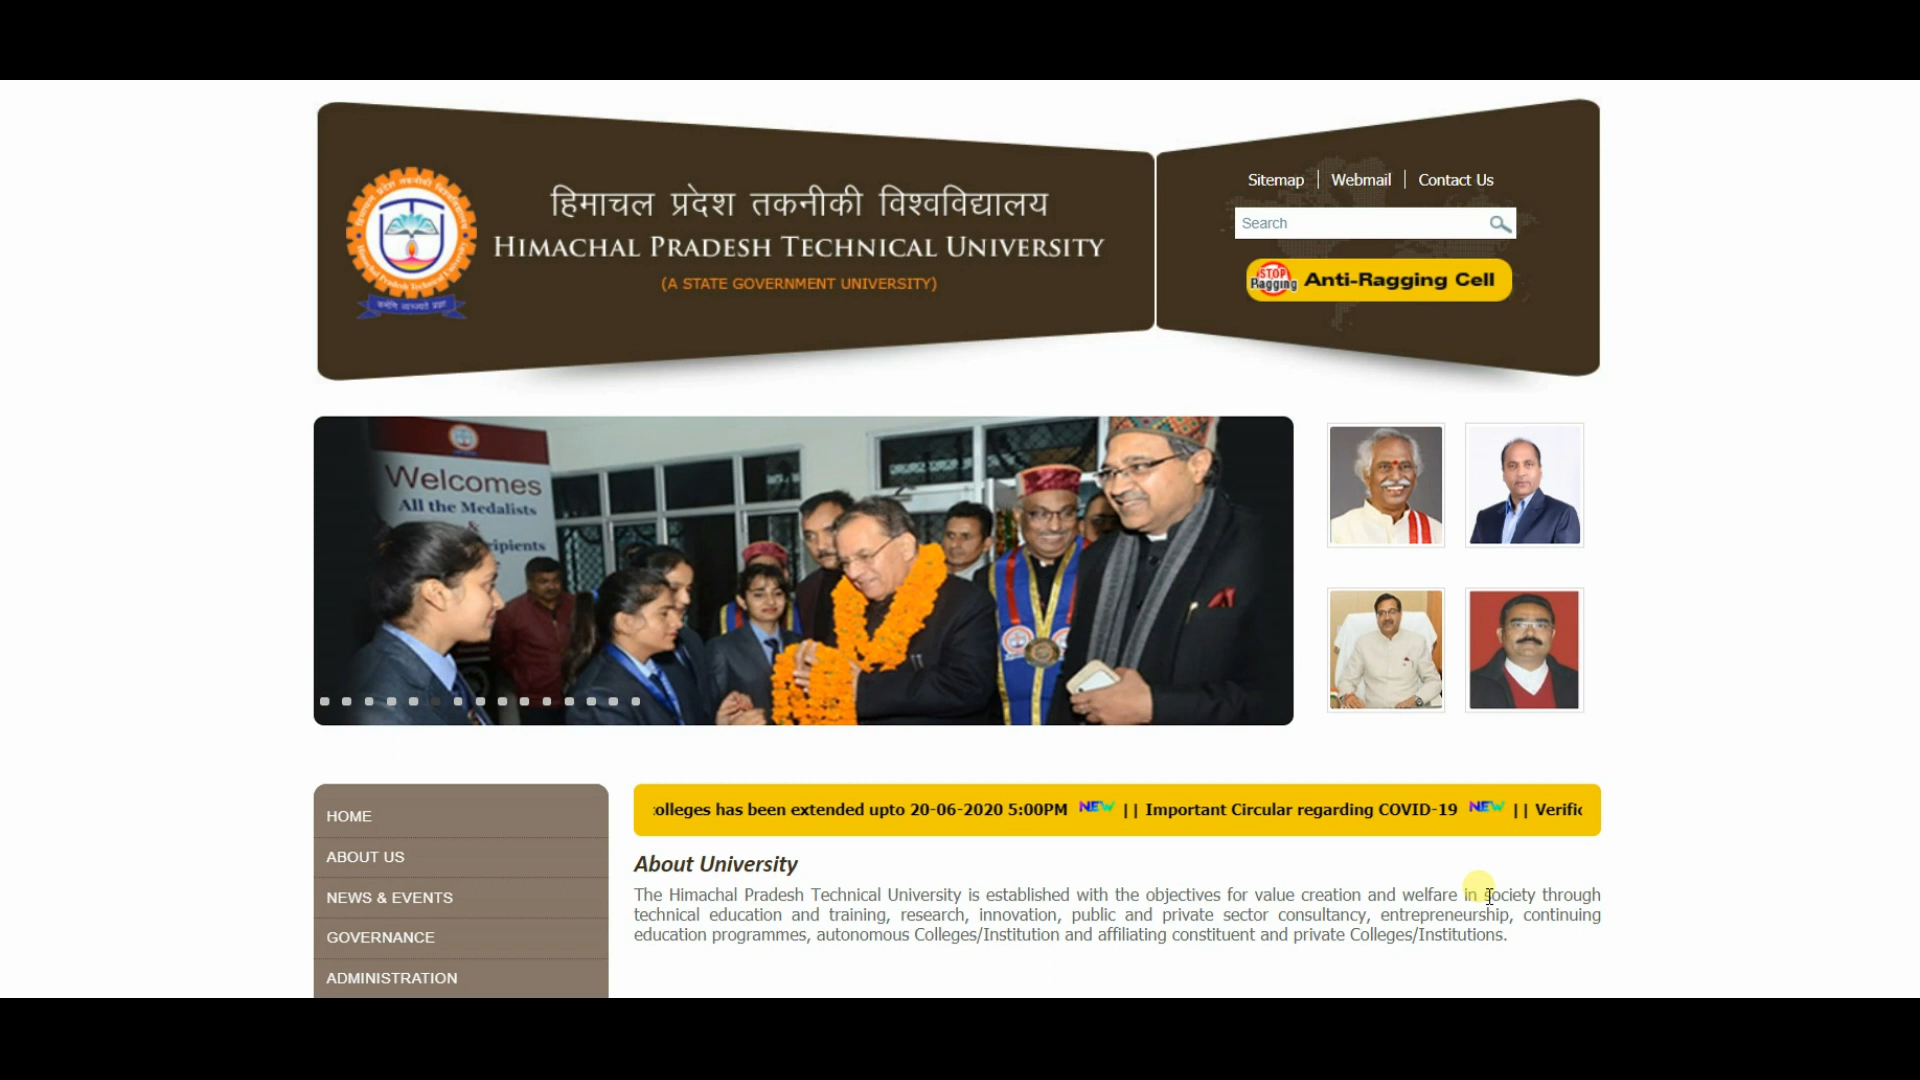 हिमाचल प्रदेश तकनीकी विश्वविद्यालय
HIMACHAL PRADESH TECHNICAL UNIVERSITY
(A STATE GOVERNMENT UNIVERSITY)
Sitemap
Webmail
Contact Us
Search
STOP
Ragging
Anti-Ragging Cell
Welcomes
All the Medalists
&
HOME
ABOUT US
NEWS & EVENTS
GOVERNANCE
ADMINISTRATION
olleges has been extended upto 20-06-2020 5:00PM NEW || Important Circular regarding COVID-19 NEW || Verific
About University
The Himachal Pradesh Technical University is established with the objectives for value creation and welfare in society through
technical education and training, research, innovation, public and private sector consultancy, entrepreneurship, continuing
education programmes, autonomous Colleges/Institution and affiliating constituent and private Colleges/Institutions.